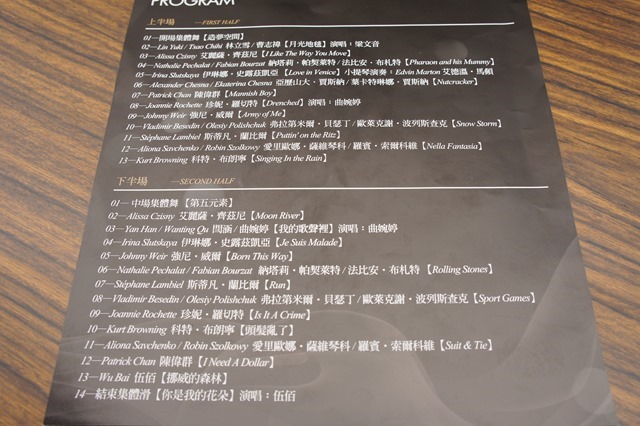 PROGRAM
上半場 —FIRST HALF
01—開場集體舞【造夢空間】
02—Lin Yuki / Tsao Chihi 林立雪 / 曹志禕【月光地毯】演唱：梁文音
03—Alissa Czisny 艾麗薩・齊茲尼【I Like The Way You Move】
04—Nathalie Pechalat / Fabian Bourzat 納塔莉・帕契萊特 / 法比安・布札特【Pharaon and his Mummy】
05—Irina Slutskaya 伊琳娜・史露茲凱亞【Love in Venice】小提琴演奏：Edvin Marton 艾德溫・馬頓
06—Alexander Chesna / Ekaterina Chesna 亞歷山大・賈斯納 / 葉卡特琳娜・賈斯納【Nutcracker】
07—Patrick Chan 陳偉群【Mannish Boy】
08—Joannie Rochette 珍妮・羅切特【Drenched】演唱：曲婉婷
09—Johnny Weir 強尼・威爾【Army of Me】
10—Vladimir Besedin / Olesiy Polishchuk 弗拉第米爾・貝瑟丁 / 歐萊克謝・波列斯查克【Snow Storm】
11—Stéphane Lambiel 斯蒂凡・蘭比爾【Puttin' on the Ritz】
12—Aliona Savchenko / Robin Szolkowy 愛里歐娜・薩維琴科 / 羅賓・索爾科維【Nella Fantasia】
13—Kurt Browning 科特・布朗寧【Singing In the Rain】
下半場 —SECOND HALF
01—中場集體舞【第五元素】
02—Alissa Czisny 艾麗薩・齊茲尼【Moon River】
03—Yan Han / Wanting Qu 閆涵 / 曲婉婷【我的歌聲裡】演唱：曲婉婷
04—Irina Slutskaya 伊琳娜・史露茲凱亞【Je Suis Malade】
05—Johnny Weir 強尼・威爾【Born This Way】
06—Nathalie Pechalat / Fabian Bourzat 納塔莉・帕契萊特 / 法比安・布札特【Rolling Stones】
07—Stéphane Lambiel 斯蒂凡・蘭比爾【Run】
08—Vladimir Besedin / Olesiy Polishchuk 弗拉第米爾・貝瑟丁 / 歐萊克謝・波列斯查克【Sport Games】
09—Joannie Rochette 珍妮・羅切特【Is It A Crime】
10—Kurt Browning 科特・布朗寧【頭髮亂了】
11—Aliona Savchenko / Robin Szolkowy 愛里歐娜・薩維琴科 / 羅賓・索爾科維【Suit & Tie】
12—Patrick Chan 陳偉群【I Need A Dollar】
13—Wu Bai 伍佰【挪威的森林】
14—結束集體滑【你是我的花朵】演唱：伍佰